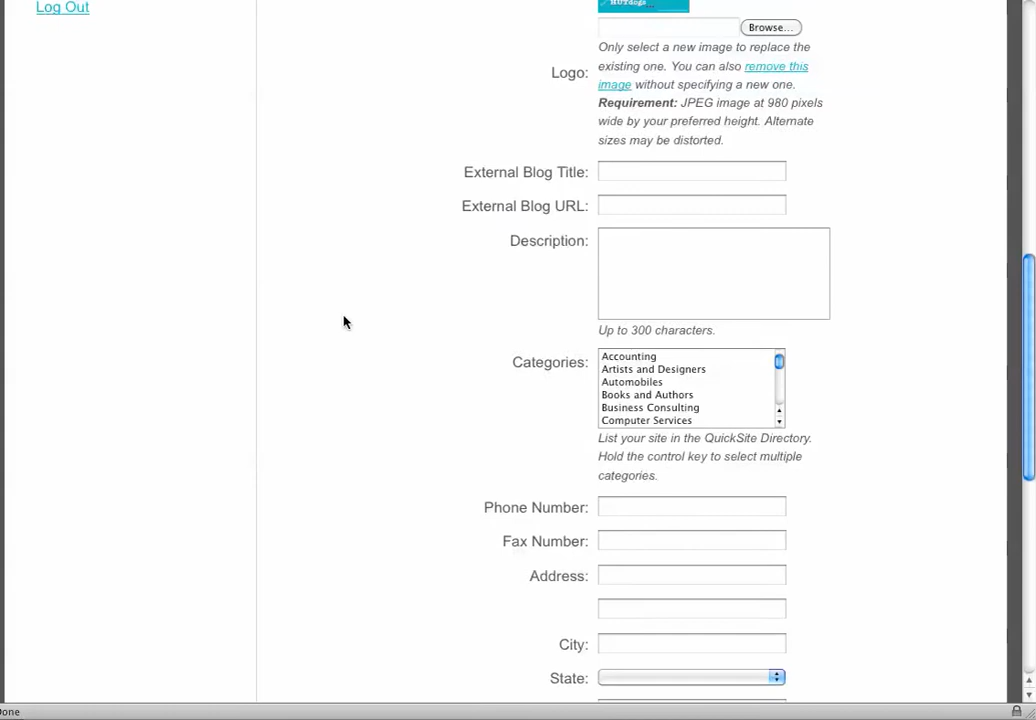 Log Out
Browse...
Only select a new image to replace the
existing one. You can also remove this
image without specifying a new one.
Logo:
Requirement: JPEG image at 980 pixels
wide by your preferred height. Alternate
sizes may be distorted.
External Blog Title:
External Blog URL:
Description:
Up to 300 characters.
Categories:
Accounting
Artists and Designers
Automobiles
Books and Authors
Business Consulting
Computer Services
List your site in the QuickSite Directory.
Hold the control key to select multiple
categories.
Phone Number:
Fax Number:
Address:
City:
State: